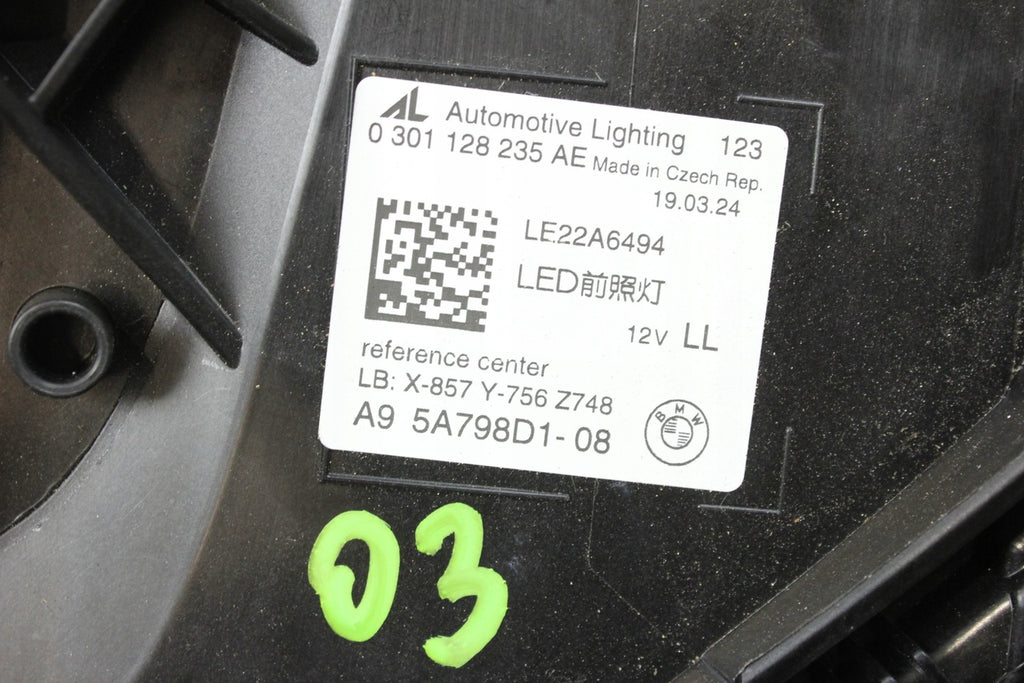 AL Automotive Lighting 123
0 301 128 235 AE Made in Czech Rep.
19.03.24
LE22A6494
LED前照灯
12V LL
reference center
LB: X-857 Y-756 Z748
A9 5A798D1-08
BMW
03